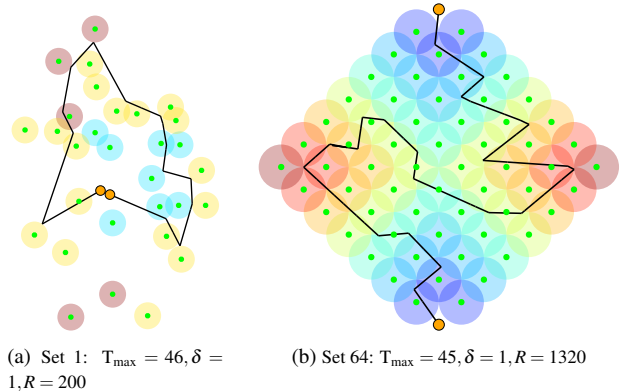 (a) Set 1: T_max = 46, δ =
1, R = 200
(b) Set 64: T_max = 45, δ = 1, R = 1320